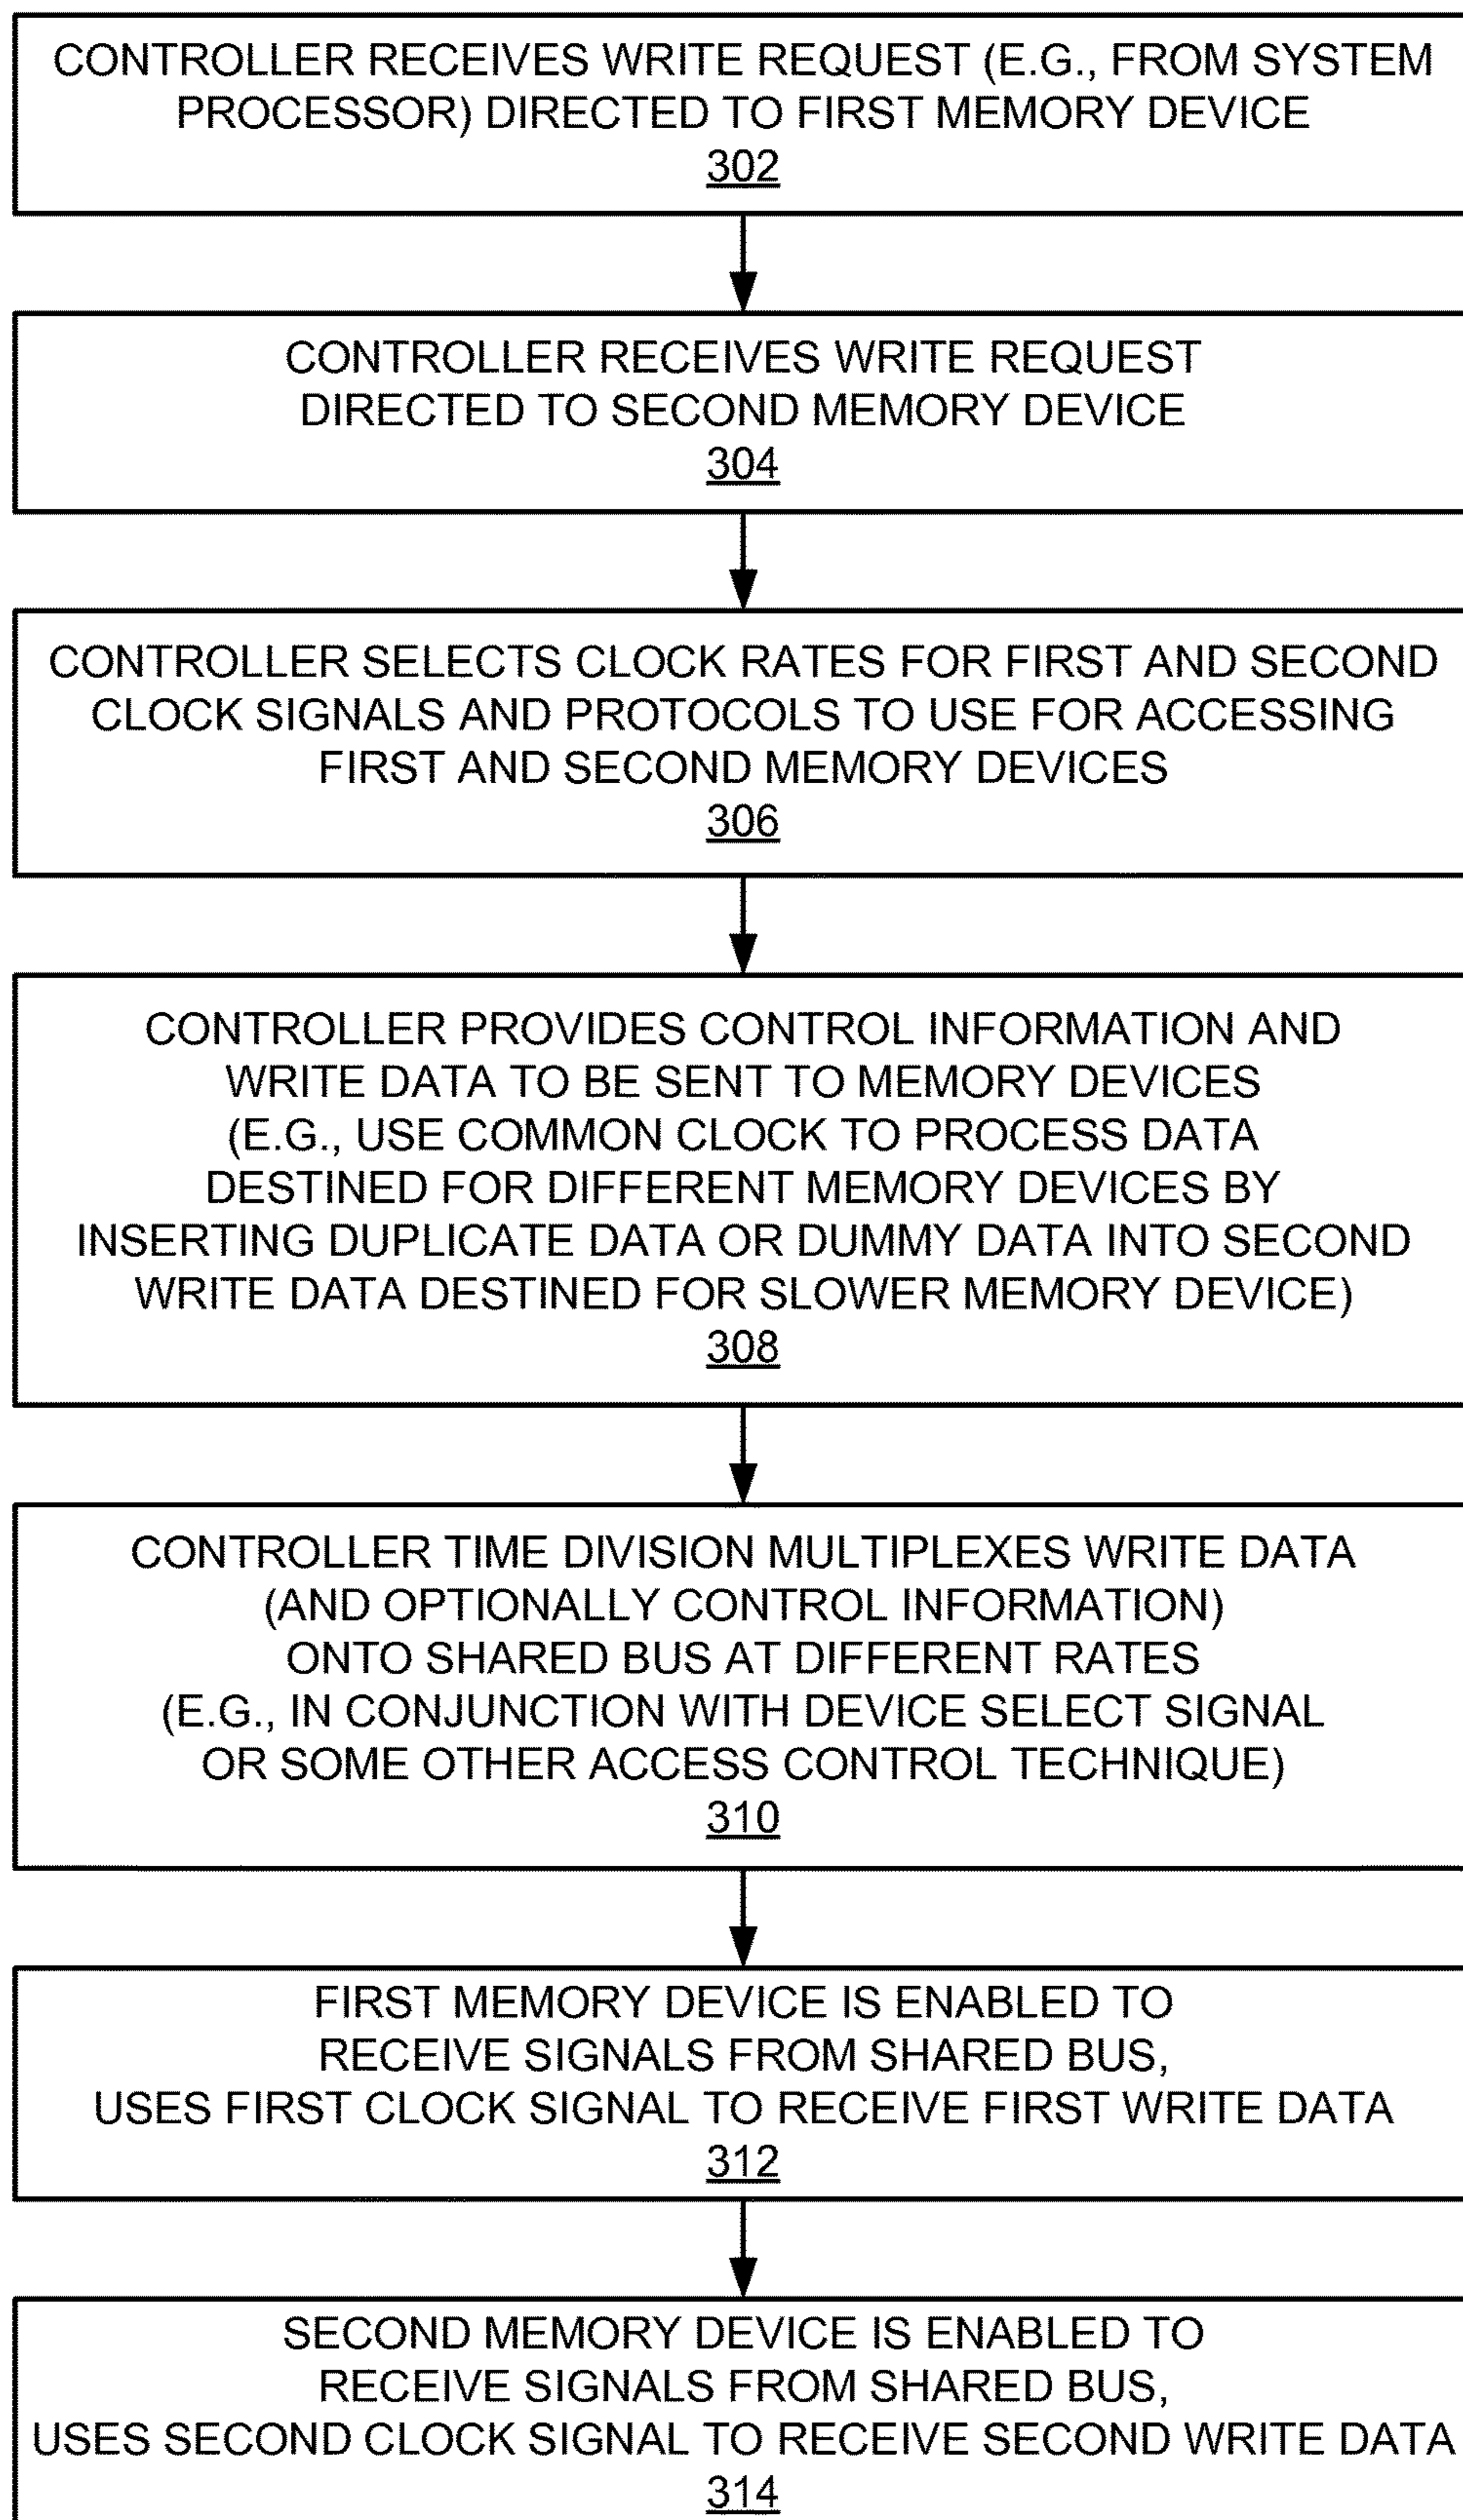 CONTROLLER RECEIVES WRITE REQUEST (E.G., FROM SYSTEM
PROCESSOR) DIRECTED TO FIRST MEMORY DEVICE
302
CONTROLLER RECEIVES WRITE REQUEST
DIRECTED TO SECOND MEMORY DEVICE
304
CONTROLLER SELECTS CLOCK RATES FOR FIRST AND SECOND
CLOCK SIGNALS AND PROTOCOLS TO USE FOR ACCESSING
FIRST AND SECOND MEMORY DEVICES
306
CONTROLLER PROVIDES CONTROL INFORMATION AND
WRITE DATA TO BE SENT TO MEMORY DEVICES
(E.G., USE COMMON CLOCK TO PROCESS DATA
DESTINED FOR DIFFERENT MEMORY DEVICES BY
INSERTING DUPLICATE DATA OR DUMMY DATA INTO SECOND
WRITE DATA DESTINED FOR SLOWER MEMORY DEVICE)
308
CONTROLLER TIME DIVISION MULTIPLEXES WRITE DATA
(AND OPTIONALLY CONTROL INFORMATION)
ONTO SHARED BUS AT DIFFERENT RATES
(E.G., IN CONJUNCTION WITH DEVICE SELECT SIGNAL
OR SOME OTHER ACCESS CONTROL TECHNIQUE)
310
FIRST MEMORY DEVICE IS ENABLED TO
RECEIVE SIGNALS FROM SHARED BUS,
USES FIRST CLOCK SIGNAL TO RECEIVE FIRST WRITE DATA
312
SECOND MEMORY DEVICE IS ENABLED TO
RECEIVE SIGNALS FROM SHARED BUS,
USES SECOND CLOCK SIGNAL TO RECEIVE SECOND WRITE DATA
314